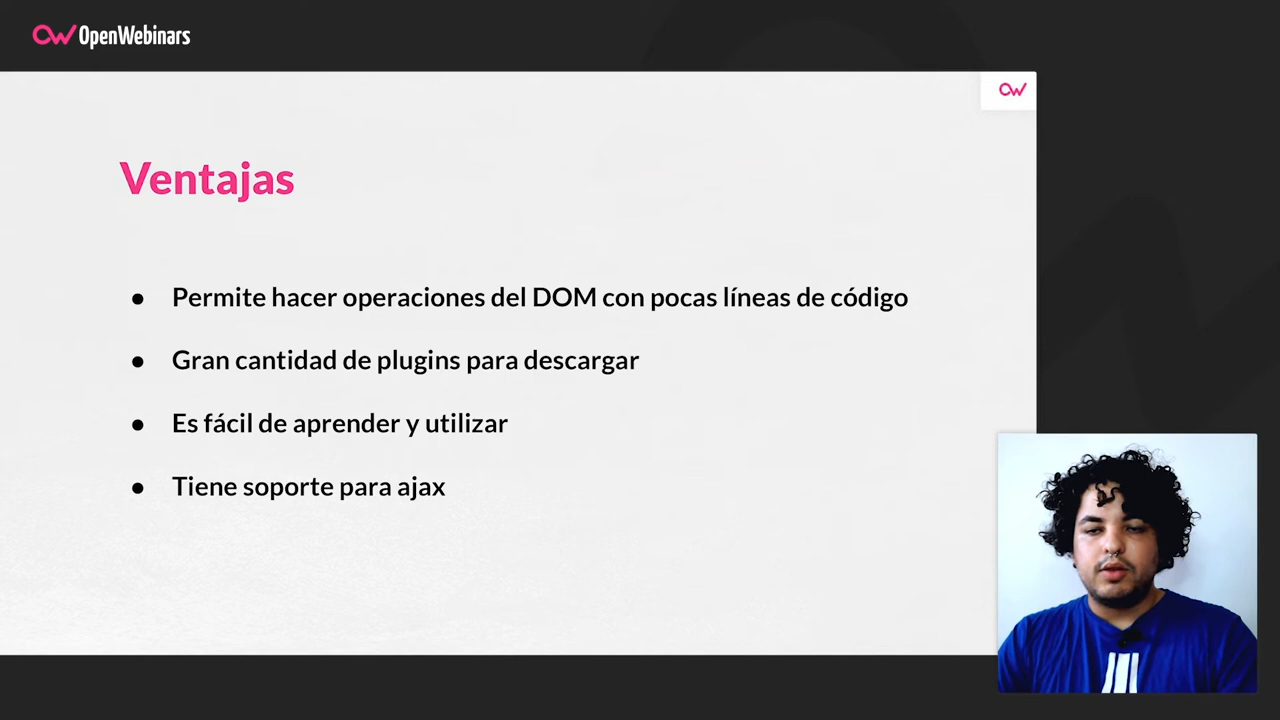 OpenWebinars
Ventajas
● Permite hacer operaciones del DOM con pocas líneas de código
● Gran cantidad de plugins para descargar
● Es fácil de aprender y utilizar
● Tiene soporte para ajax